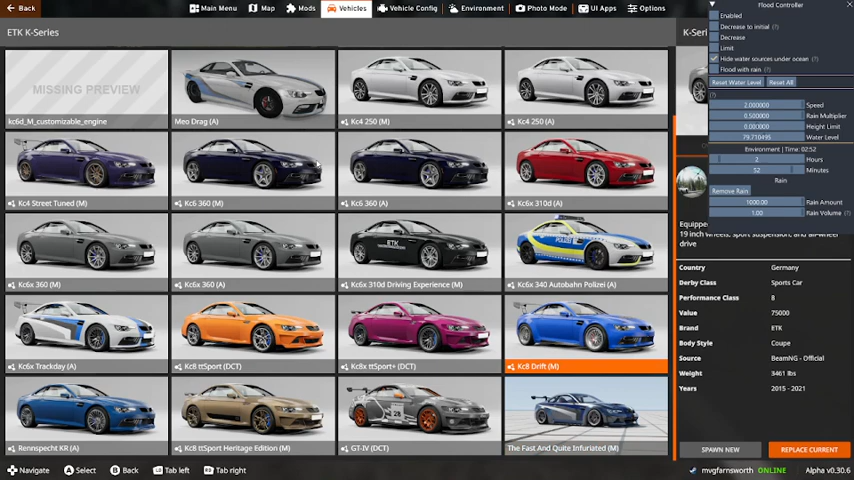 Back
Main Menu
Map
Mods
Vehicles
Vehicle Config
Environment
Photo Mode
UI Apps
Options
ETK K-Series
MISSING PREVIEW
kc6d_M_customizable_engine
Meo Drag (A)
Kc4 250 (M)
Kc4 250 (A)
Kc4 Street Tuned (M)
Kc6 360 (M)
Kc6 360 (A)
Kc6x 310d (A)
Kc6x 360 (M)
Kc6x 360 (A)
ETK
Kc6x 310d Driving Experience (M)
POLIZEI
Kc6x 340 Autobahn Polizei (A)
Kc6x Trackday (A)
Kc8 ttSport (DCT)
Kc8x ttSport+ (DCT)
Kc8 Drift (M)
Rennspecht KR (A)
Kc8 ttSport Heritage Edition (M)
28
GT-IV (DCT)
The Fast And Quite Infuriated (M)
Flood Controller
Enabled
Decrease to initial (?)
Decrease
Limit
Hide water sources under ocean (?)
Flood with rain (?)
Reset Water Level
Reset All
(?)
2.000000 Speed
0.500000 Rain Multiplier
0.000000 Height Limit
79.710495 Water Level
Environment | Time: 02:52
2 Hours
52 Minutes
Rain
Remove Rain
1000.00 Rain Amount
1.00 Rain Volume (?)
19 inch wheels, sport suspension, and all-wheel
drive
Country Germany
Derby Class Sports Car
Performance Class B
Value 75000
Brand ETK
Body Style Coupe
Source BeamNG - Official
Weight 3461 lbs
Years 2015 - 2021
SPAWN NEW
REPLACE CURRENT
Navigate
Select
Back
Tab left
Tab right
mvgfarnsworth ONLINE
Alpha v0.30.6